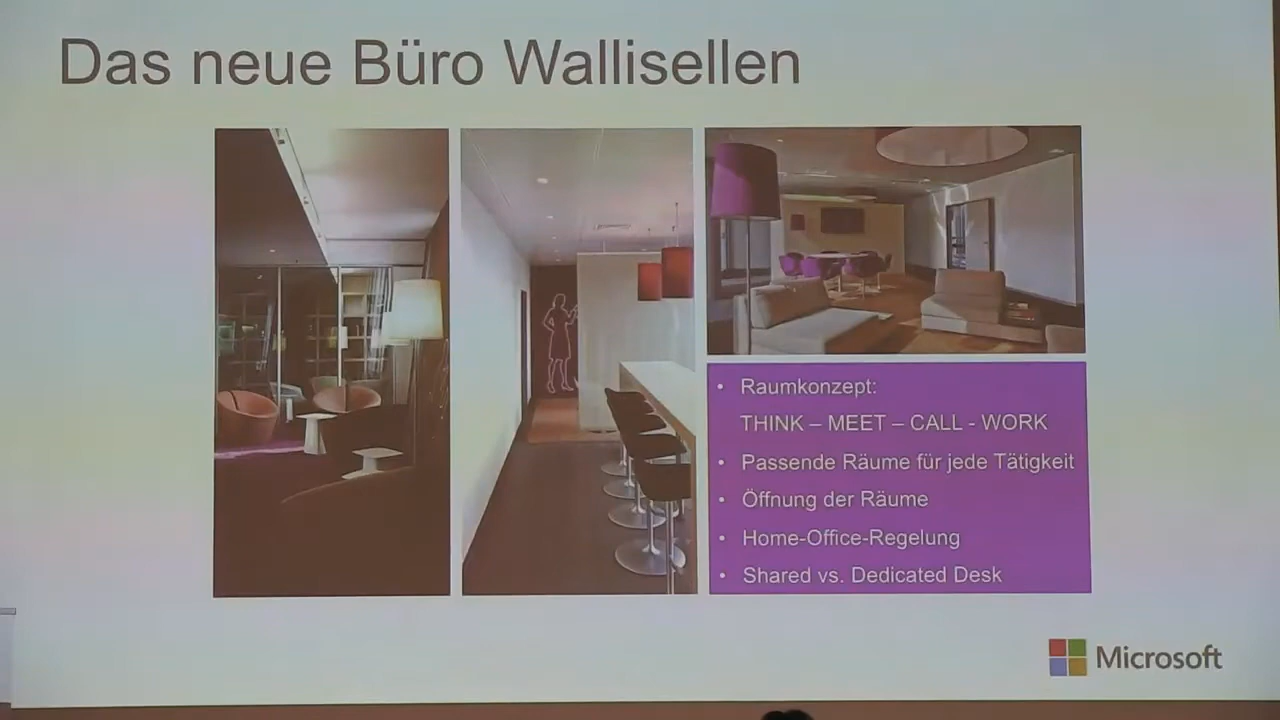 Das neue Büro Wallisellen
• Raumkonzept:
THINK – MEET – CALL - WORK
• Passende Räume für jede Tätigkeit
• Öffnung der Räume
• Home-Office-Regelung
• Shared vs. Dedicated Desk
Microsoft